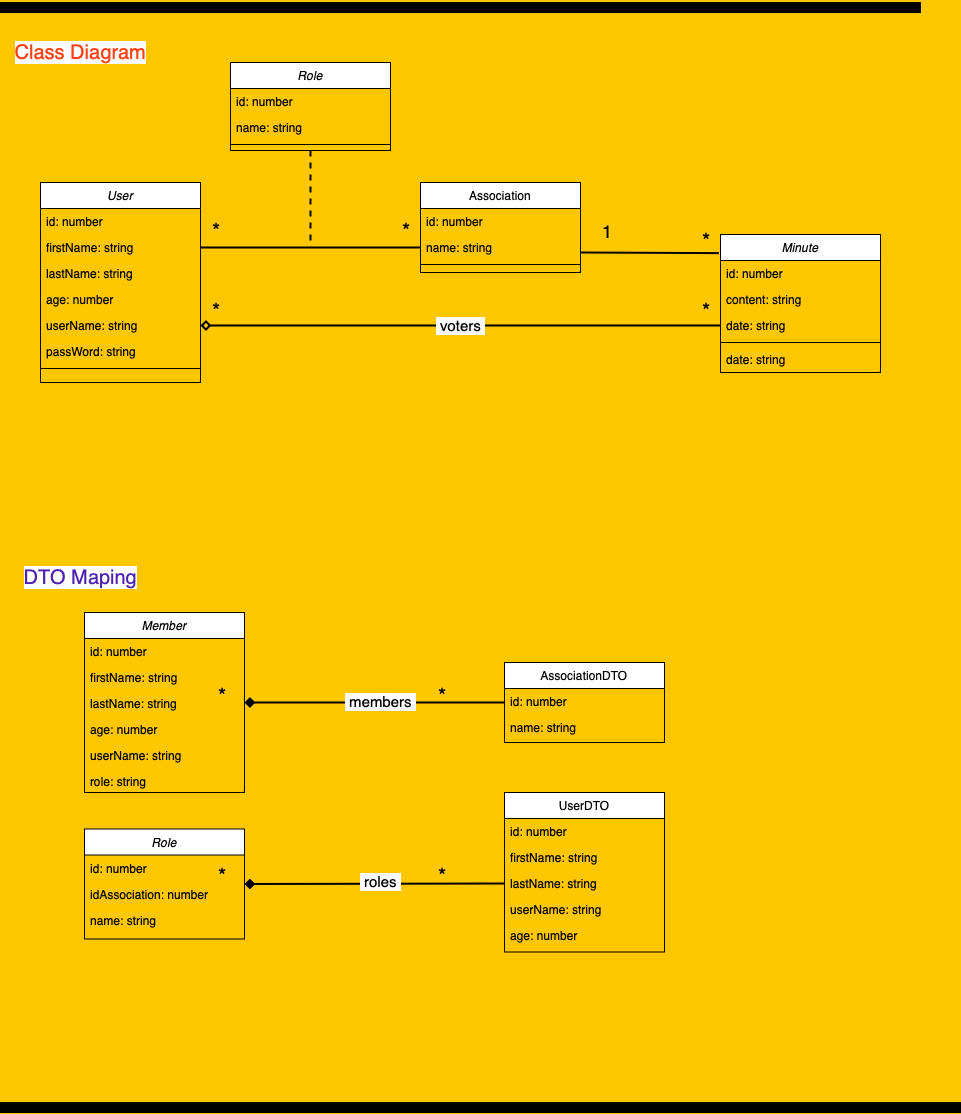 Class Diagram
Role
id: number
name: string
User
id: number
firstName: string
lastName: string
age: number
userName: string
passWord: string
*
*
Association
id: number
name: string
1
*
Minute
id: number
content: string
date: string
date: string
*
voters
*
DTO Maping
Member
id: number
firstName: string
lastName: string
age: number
userName: string
role: string
*
members
*
AssociationDTO
id: number
name: string
Role
id: number
idAssociation: number
name: string
*
roles
*
UserDTO
id: number
firstName: string
lastName: string
userName: string
age: number